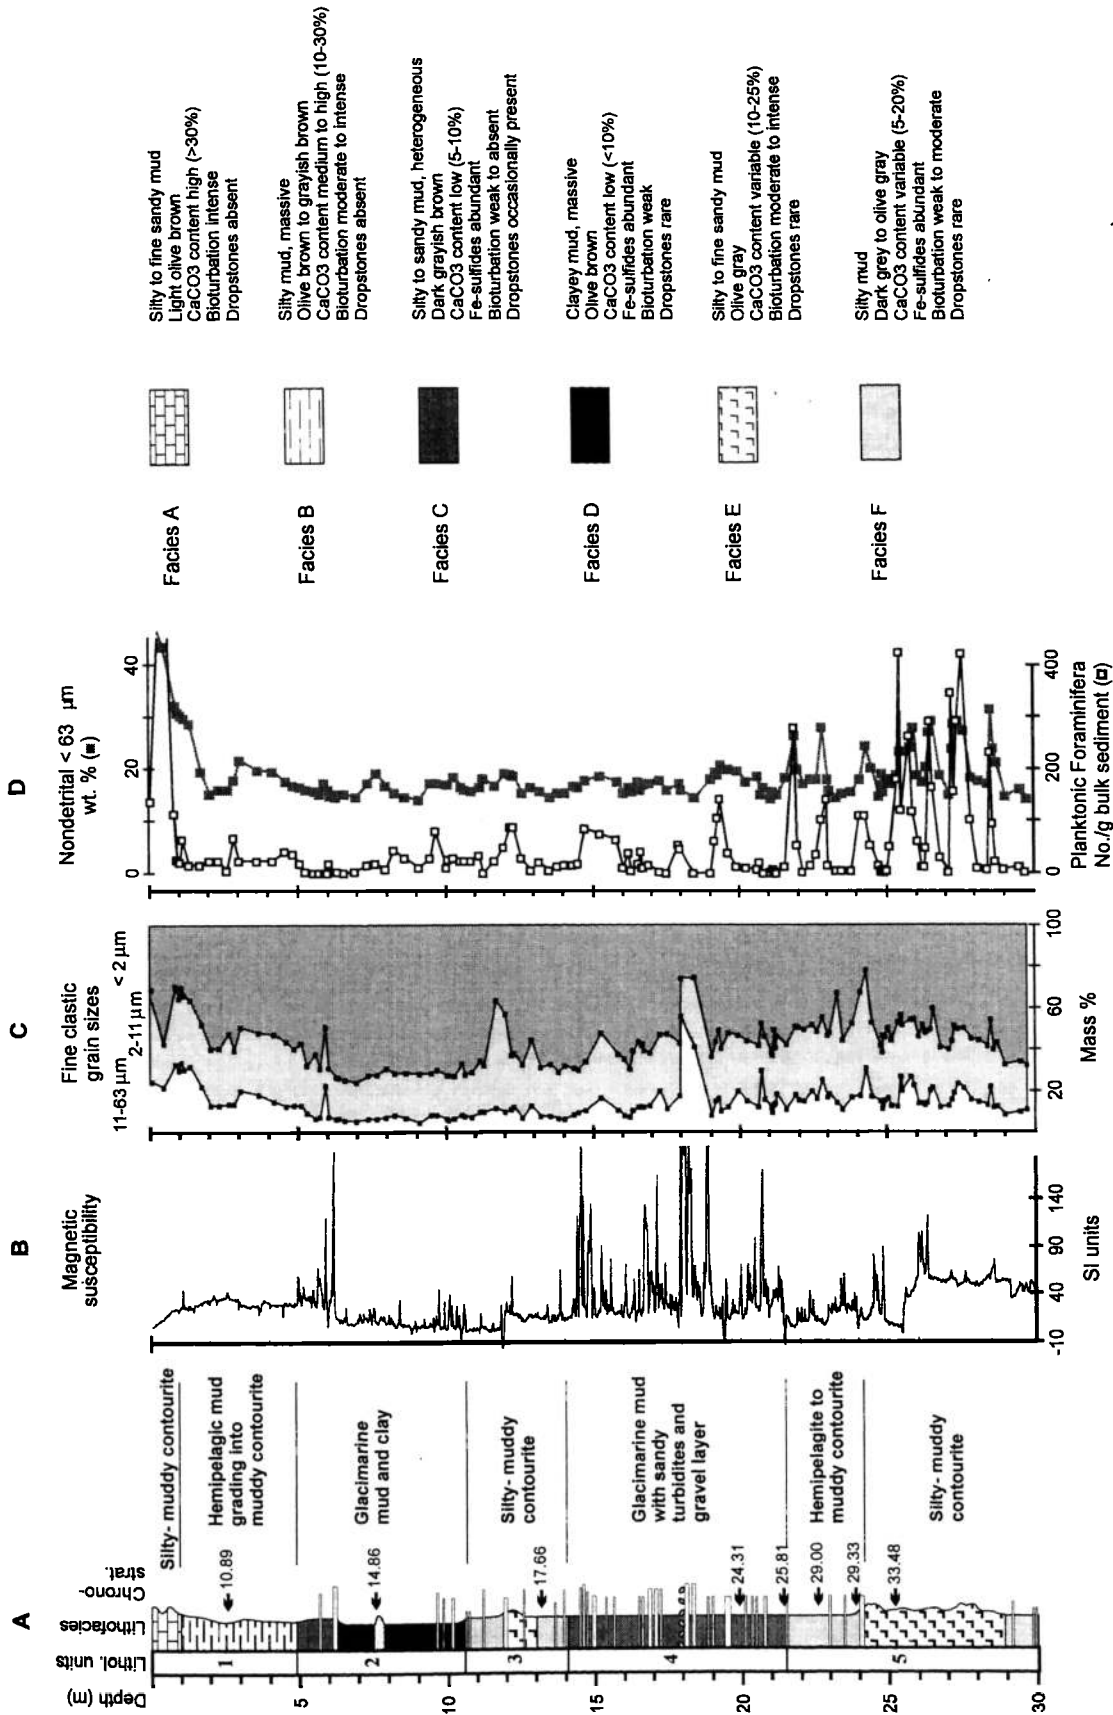 A
Depth (m)
Lithol. units
Lithofacies
Chrono-
strat.
5
10
15
20
25
30
1
2
3
4
5
10.89
14.86
17.66
24.31
25.81
29.00
29.33
33.48
Silty- muddy contourite
Hemipelagic mud
grading into
muddy contourite
Glacimarine
mud and clay
Silty- muddy
contourite
Glacimarine mud
with sandy
turbidites and
gravel layer
Hemipelagite to
muddy contourite
Silty- muddy
contourite
B
Magnetic
susceptibility
-10
40
90
140
SI units
C
Fine clastic
grain sizes
11-63 µm
2-11 µm
< 2 µm
20
60
100
Mass %
D
Nondetrital < 63 µm
wt. % (■)
0
20
40
0
200
400
Planktonic Foraminifera
No./g bulk sediment (□)
Facies A
Silty to fine sandy mud
Light olive brown
CaCO3 content high (>30%)
Bioturbation intense
Dropstones absent
Facies B
Silty mud, massive
Olive brown to grayish brown
CaCO3 content medium to high (10-30%)
Bioturbation moderate to intense
Dropstones absent
Facies C
Silty to sandy mud, heterogeneous
Dark grayish brown
CaCO3 content low (5-10%)
Fe-sulfides abundant
Bioturbation weak to absent
Dropstones occasionally present
Facies D
Clayey mud, massive
Olive brown
CaCO3 content low (<10%)
Fe-sulfides abundant
Bioturbation weak
Dropstones rare
Facies E
Silty to fine sandy mud
Olive gray
CaCO3 content variable (10-25%)
Bioturbation moderate to intense
Dropstones rare
Facies F
Silty mud
Dark grey to olive gray
CaCO3 content variable (5-20%)
Fe-sulfides abundant
Bioturbation weak to moderate
Dropstones rare